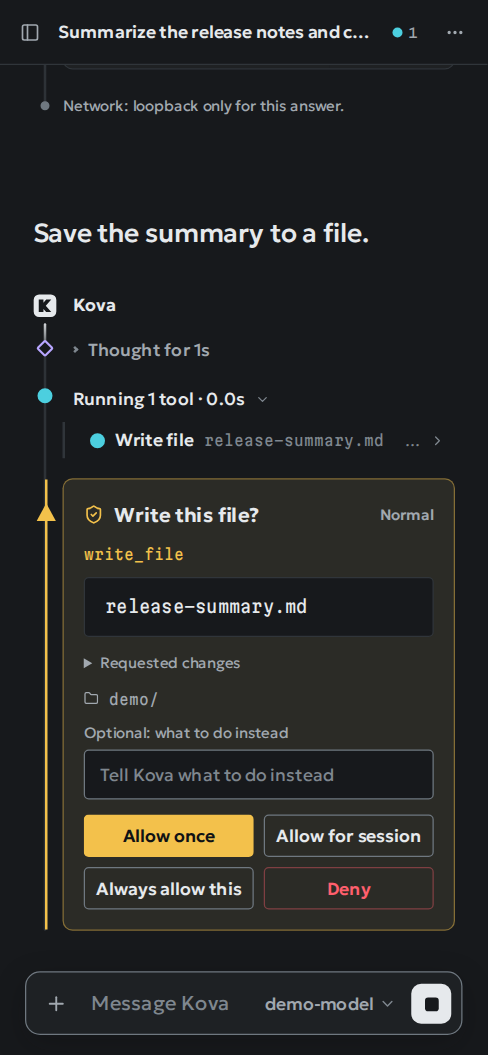 Summarize the release notes and c...
1
Network: loopback only for this answer.
Save the summary to a file.
K Kova
Thought for 1s
Running 1 tool · 0.0s
Write file release-summary.md ...
Write this file? Normal
write_file
release-summary.md
Requested changes
demo/
Optional: what to do instead
Tell Kova what to do instead
Allow once Allow for session
Always allow this Deny
Message Kova demo-model